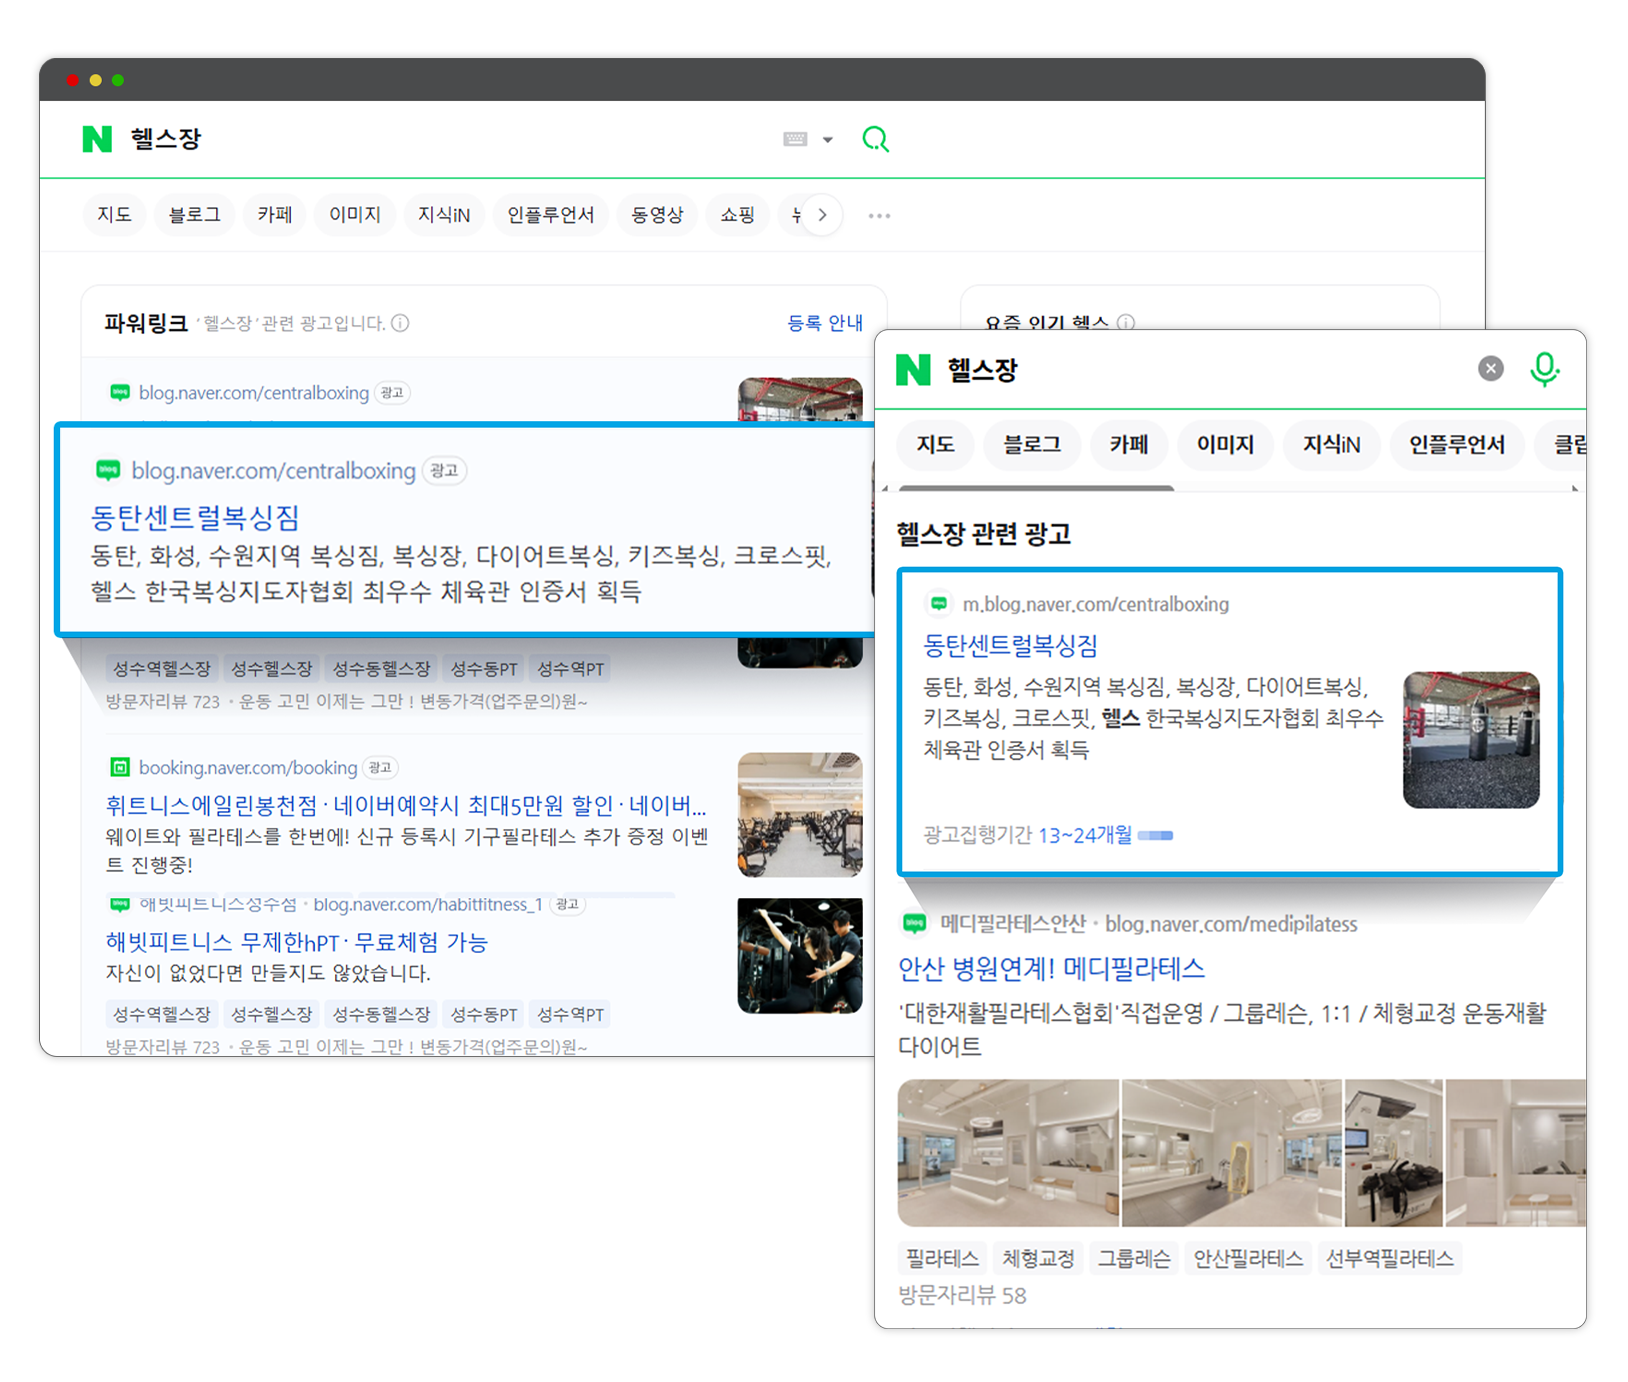 N 헬스장
지도 블로그 카페 이미지 지식iN 인플루언서 동영상 쇼핑
파워링크 '헬스장'관련 광고입니다. 등록 안내
요즘 인기 헬스
blog blog.naver.com/centralboxing 광고
blog blog.naver.com/centralboxing 광고
동탄센트럴복싱짐
동탄, 화성, 수원지역 복싱짐, 복싱장, 다이어트복싱, 키즈복싱, 크로스핏,
헬스 한국복싱지도자협회 최우수 체육관 인증서 획득
성수역헬스장 성수헬스장 성수동헬스장 성수동PT 성수역PT
방문자리뷰 723 · 운동 고민 이제는 그만 ! 변동가격(업주문의)원~
booking.naver.com/booking 광고
휘트니스에일린봉천점·네이버예약시 최대5만원 할인·네이버...
웨이트와 필라테스를 한번에! 신규 등록시 기구필라테스 추가 증정 이벤
트 진행중!
blog 해빗피트니스성수점 · blog.naver.com/habitfitness_1 광고
해빗피트니스 무제한hPT·무료체험 가능
자신이 없었다면 만들지도 않았습니다.
성수역헬스장 성수헬스장 성수동헬스장 성수동PT 성수역PT
방문자리뷰 723 · 운동 고민 이제는 그만 ! 변동가격(업주문의)원~
N 헬스장
지도 블로그 카페 이미지 지식iN 인플루언서 클립
헬스장 관련 광고
blog m.blog.naver.com/centralboxing
동탄센트럴복싱짐
동탄, 화성, 수원지역 복싱짐, 복싱장, 다이어트복싱,
키즈복싱, 크로스핏, 헬스 한국복싱지도자협회 최우수
체육관 인증서 획득
광고집행기간 13~24개월
blog 메디필라테스안산 · blog.naver.com/medipilatess
안산 병원연계! 메디필라테스
'대한재활필라테스협회'직접운영 / 그룹레슨, 1:1 / 체형교정 운동재활
다이어트
필라테스 체형교정 그룹레슨 안산필라테스 선부역필라테스
방문자리뷰 58